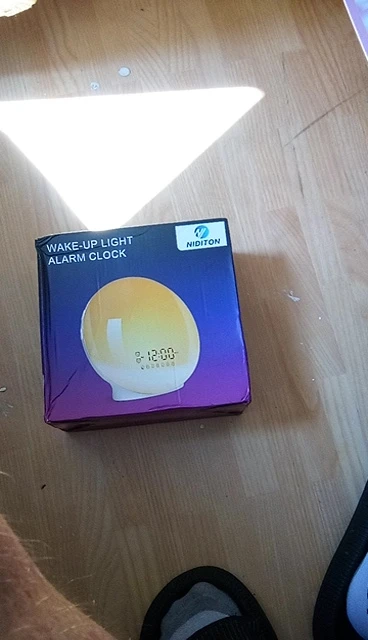 WAKE-UP LIGHT
ALARM CLOCK
NIDITON
12:00